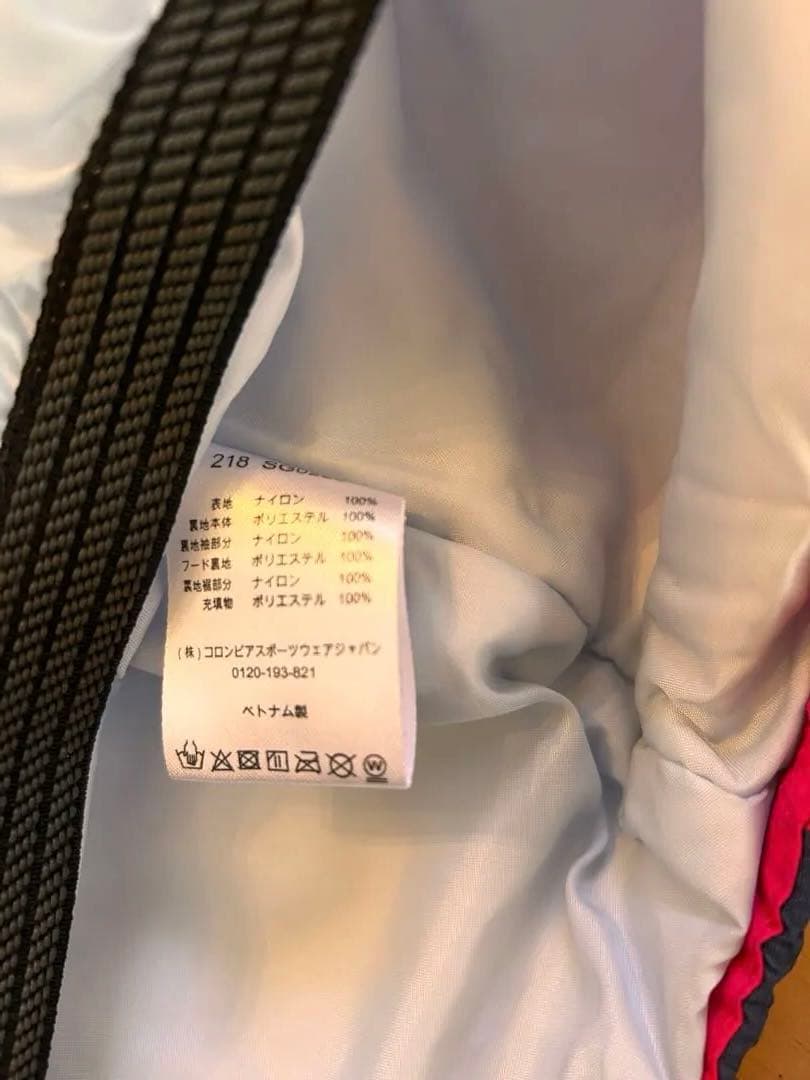 218
表地 ナイロン 100%
裏地本体 ポリエステル 100%
裏地袖部分 ナイロン 100%
フード裏地 ポリエステル 100%
裏地裾部分 ナイロン 100%
充填物 ポリエステル 100%
(株)コロンビアスポーツウェアジャパン
0120-193-821
ベトナム製
W